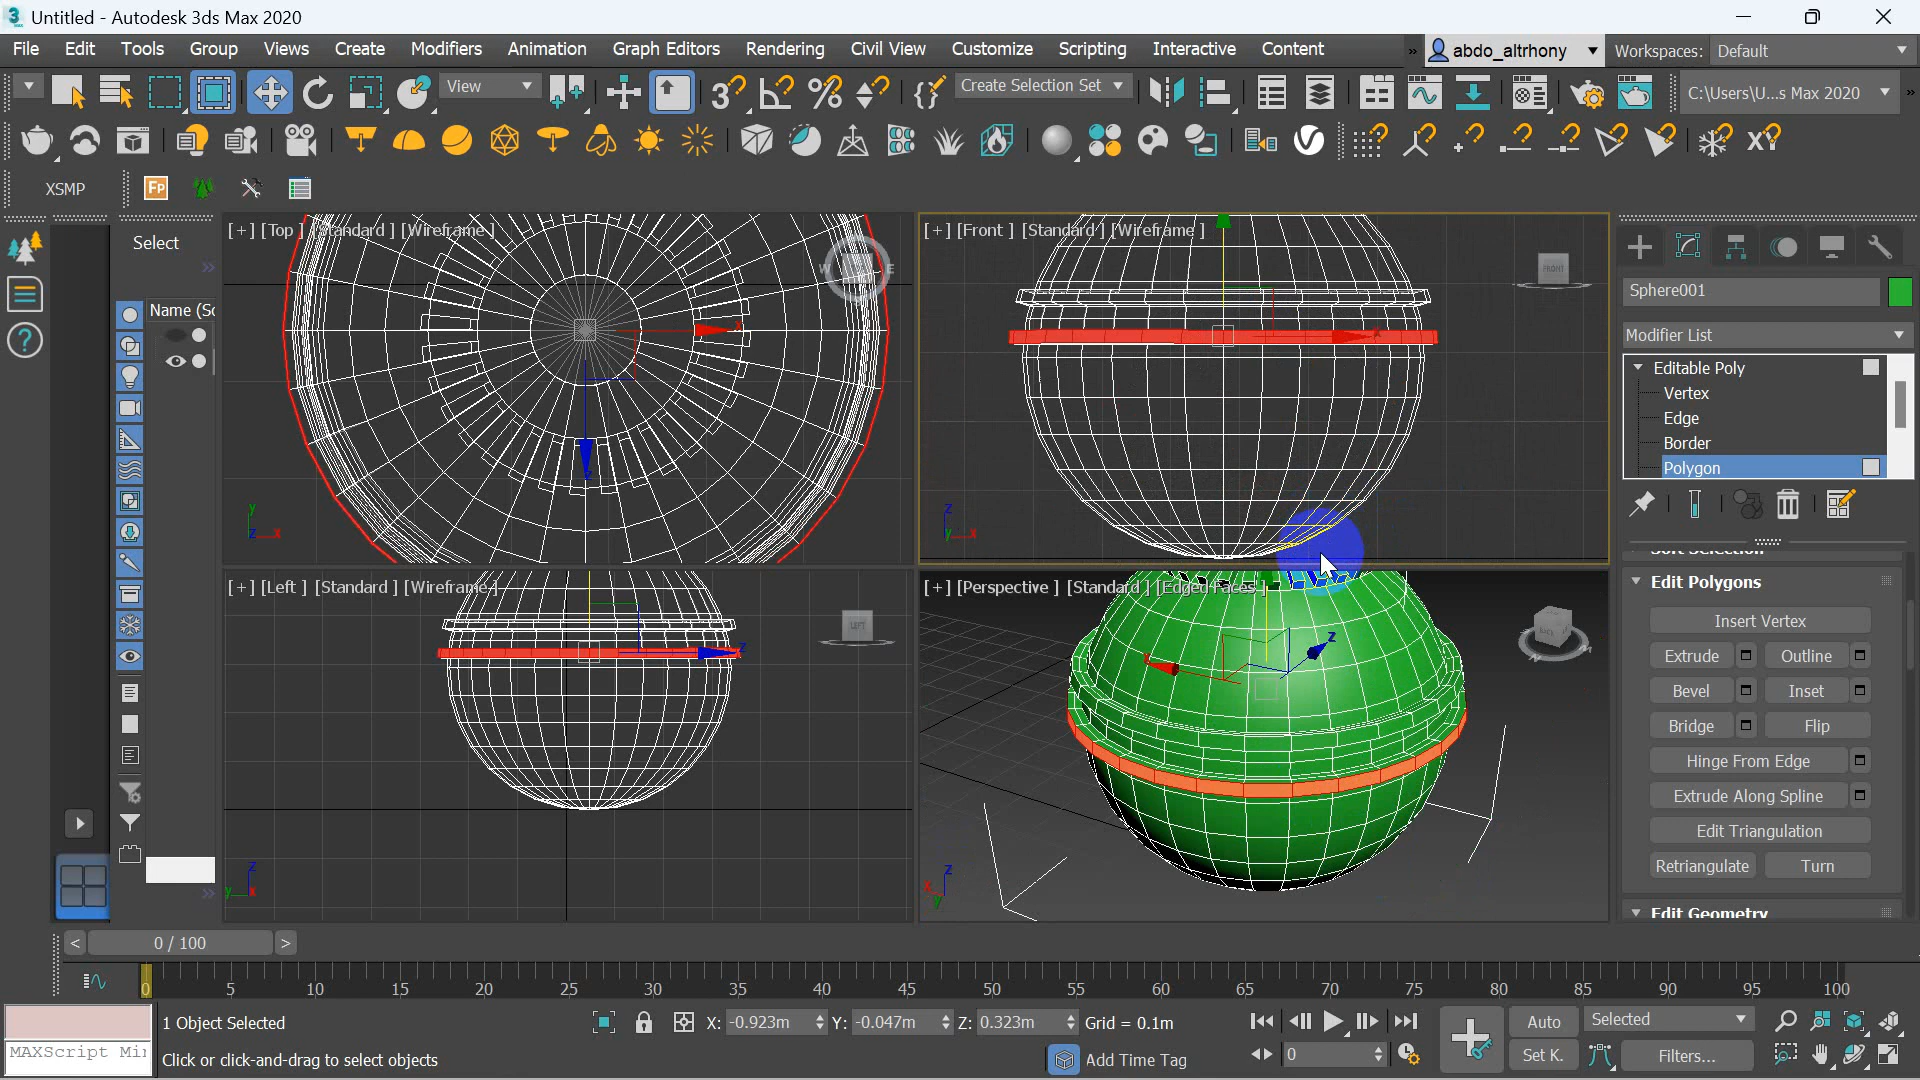 Untitled - Autodesk 3ds Max 2020
File Edit Tools Group Views Create Modifiers Animation Graph Editors Rendering Civil View Customize Scripting Interactive Content
abdo_altrhony Workspaces: Default
View Create Selection Set C:\Users\U...s Max 2020
XSMP
Select
Name (Sc
[+] [Top ] [Standard ] [Wireframe ]
[+] [Front ] [Standard ] [Wireframe ]
FRONT
[+] [Left ] [Standard ] [Wireframe ]
LEFT
[+] [Perspective ] [Standard ] [Edged Faces ]
Sphere001
Modifier List
Editable Poly
Vertex
Edge
Border
Polygon
Soft Selection
Edit Polygons
Insert Vertex
Extrude Outline
Bevel Inset
Bridge Flip
Hinge From Edge
Extrude Along Spline
Edit Triangulation
Retriangulate Turn
Edit Geometry
< 0 / 100 >
0 5 10 15 20 25 30 35 40 45 50 55 60 65 70 75 80 85 90 95 100
1 Object Selected X: -0.923m Y: -0.047m Z: 0.323m Grid = 0.1m Auto Selected
MAXScript Mi Click or click-and-drag to select objects Add Time Tag 0 Set K. Filters...